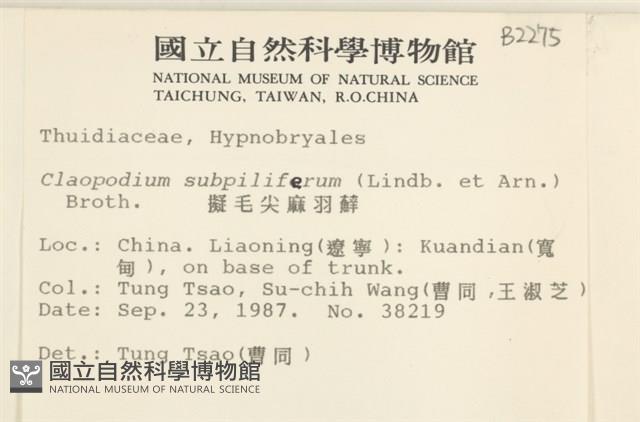 B2275
國立自然科學博物館
NATIONAL MUSEUM OF NATURAL SCIENCE
TAICHUNG, TAIWAN, R.O.CHINA
Thuidiaceae, Hypnobryales
Claopodium subpiliferum (Lindb. et Arn.)
Broth. 擬毛尖麻羽蘚
Loc.: China. Liaoning(遼寧): Kuandian(寬
甸), on base of trunk.
Col.: Tung Tsao, Su-chih Wang(曹同,王淑芝)
Date: Sep. 23, 1987. No. 38219
Det.: Tung Tsao(曹同)
國立自然科學博物館
NATIONAL MUSEUM OF NATURAL SCIENCE